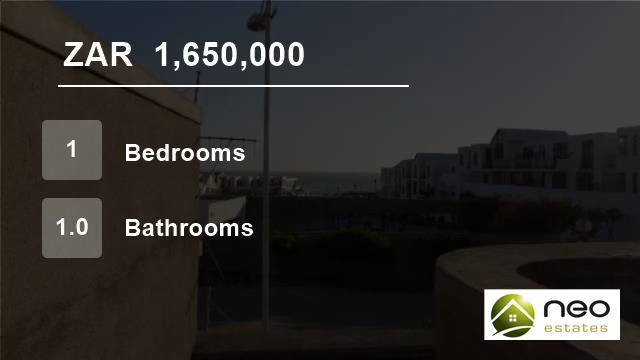 ZAR 1,650,000
1
Bedrooms
1.0
Bathrooms
neo
estates